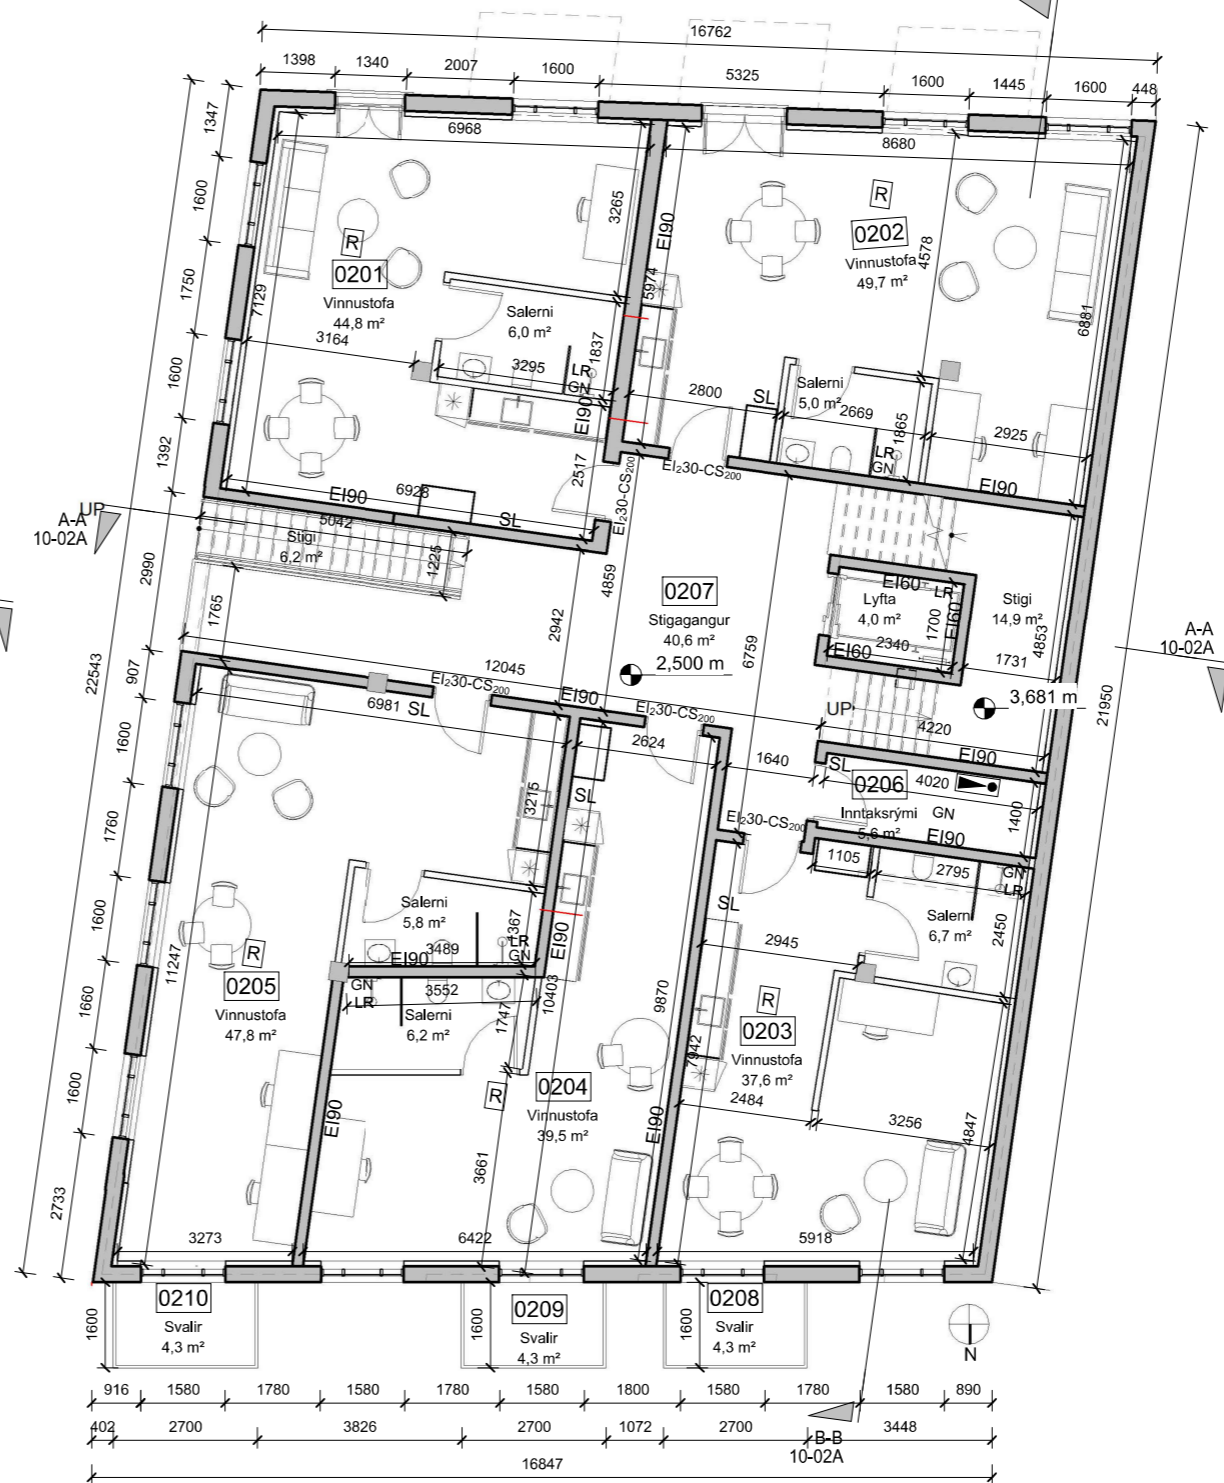 16762
1398 1340 2007 1600 5325 1600 1445 1600 448
1347
1600
1750
1600
1392
2990
907
1600
1760
1600
1660
1600
2733
22543
21950
6968
8680
3265
EI90
5974
R
0201
Vinnustofa
44,8 m²
7129
3164
Salerni
6,0 m²
1837
3295
LR
GN
EI90
2517
6928
EI90
SL
5042
R
0202
Vinnustofa
49,7 m²
4578
6881
2800
SL
Salerni
5,0 m²
2669
1865
LR
GN
2925
EI90
EI₂30-CS₂₀₀
EI₂30-CS₂₀₀
UP
A-A
10-02A
Stigi
6,2 m²
1225
1765
2942
4859
12045
0207
Stigagangur
40,6 m²
2,500 m
6759
EI60
LR
Lyfta
4,0 m²
1700
EI60
2340
EI60
Stigi
14,9 m²
4853
1731
3,681 m
UP
4220
EI90
A-A
10-02A
6981
SL
EI₂30-CS₂₀₀
EI90
EI₂30-CS₂₀₀
2624
1640
SL
0206
4020
Inntaksrými
5,6 m²
GN
1400
EI90
EI₂30-CS₂₀₀
3215
SL
1105
2795
GN
LR
Salerni
6,7 m²
2450
SL
2945
Salerni
5,8 m²
1367
3489
LR
GN
EI90
EI90
R
0205
Vinnustofa
47,8 m²
11247
GN
LR
3552
Salerni
6,2 m²
1747
10403
9870
R
0204
Vinnustofa
39,5 m²
EI90
3661
EI90
R
0203
Vinnustofa
37,6 m²
7942
2484
3256
4847
3273
6422
5918
1600
0210
Svalir
4,3 m²
1600
0209
Svalir
4,3 m²
1600
0208
Svalir
4,3 m²
N
916 1580 1780 1580 1780 1580 1800 1580 1780 1580 890
402 2700 3826 2700 1072 2700 3448
B-B
10-02A
16847